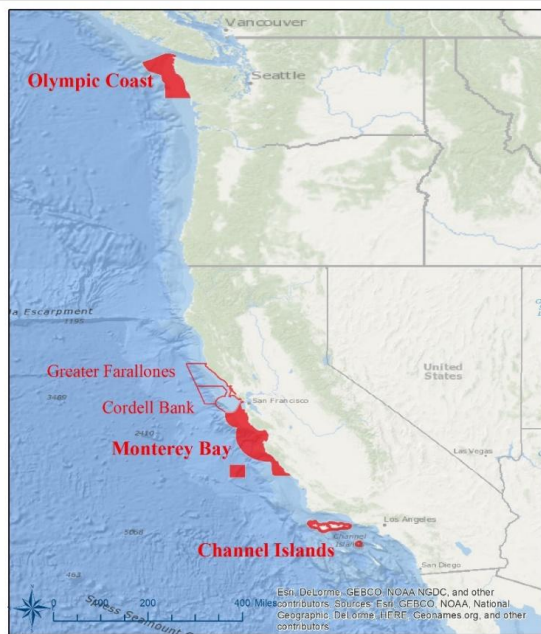 Vancouver
Olympic Coast
Seattle
Escarpment
Greater Farallones
United
States
Cordell Bank
San Francisco
Monterey Bay
Las Vegas
Los Angeles
Channel
Channel Islands
San Diego
0 200 400 Miles
Esri, DeLorme, GEBCO, NOAA NGDC, and other
contributors. Sources: Esri, GEBCO, NOAA, National
Geographic, DeLorme, HERE, Geonames.org, and other
contributors